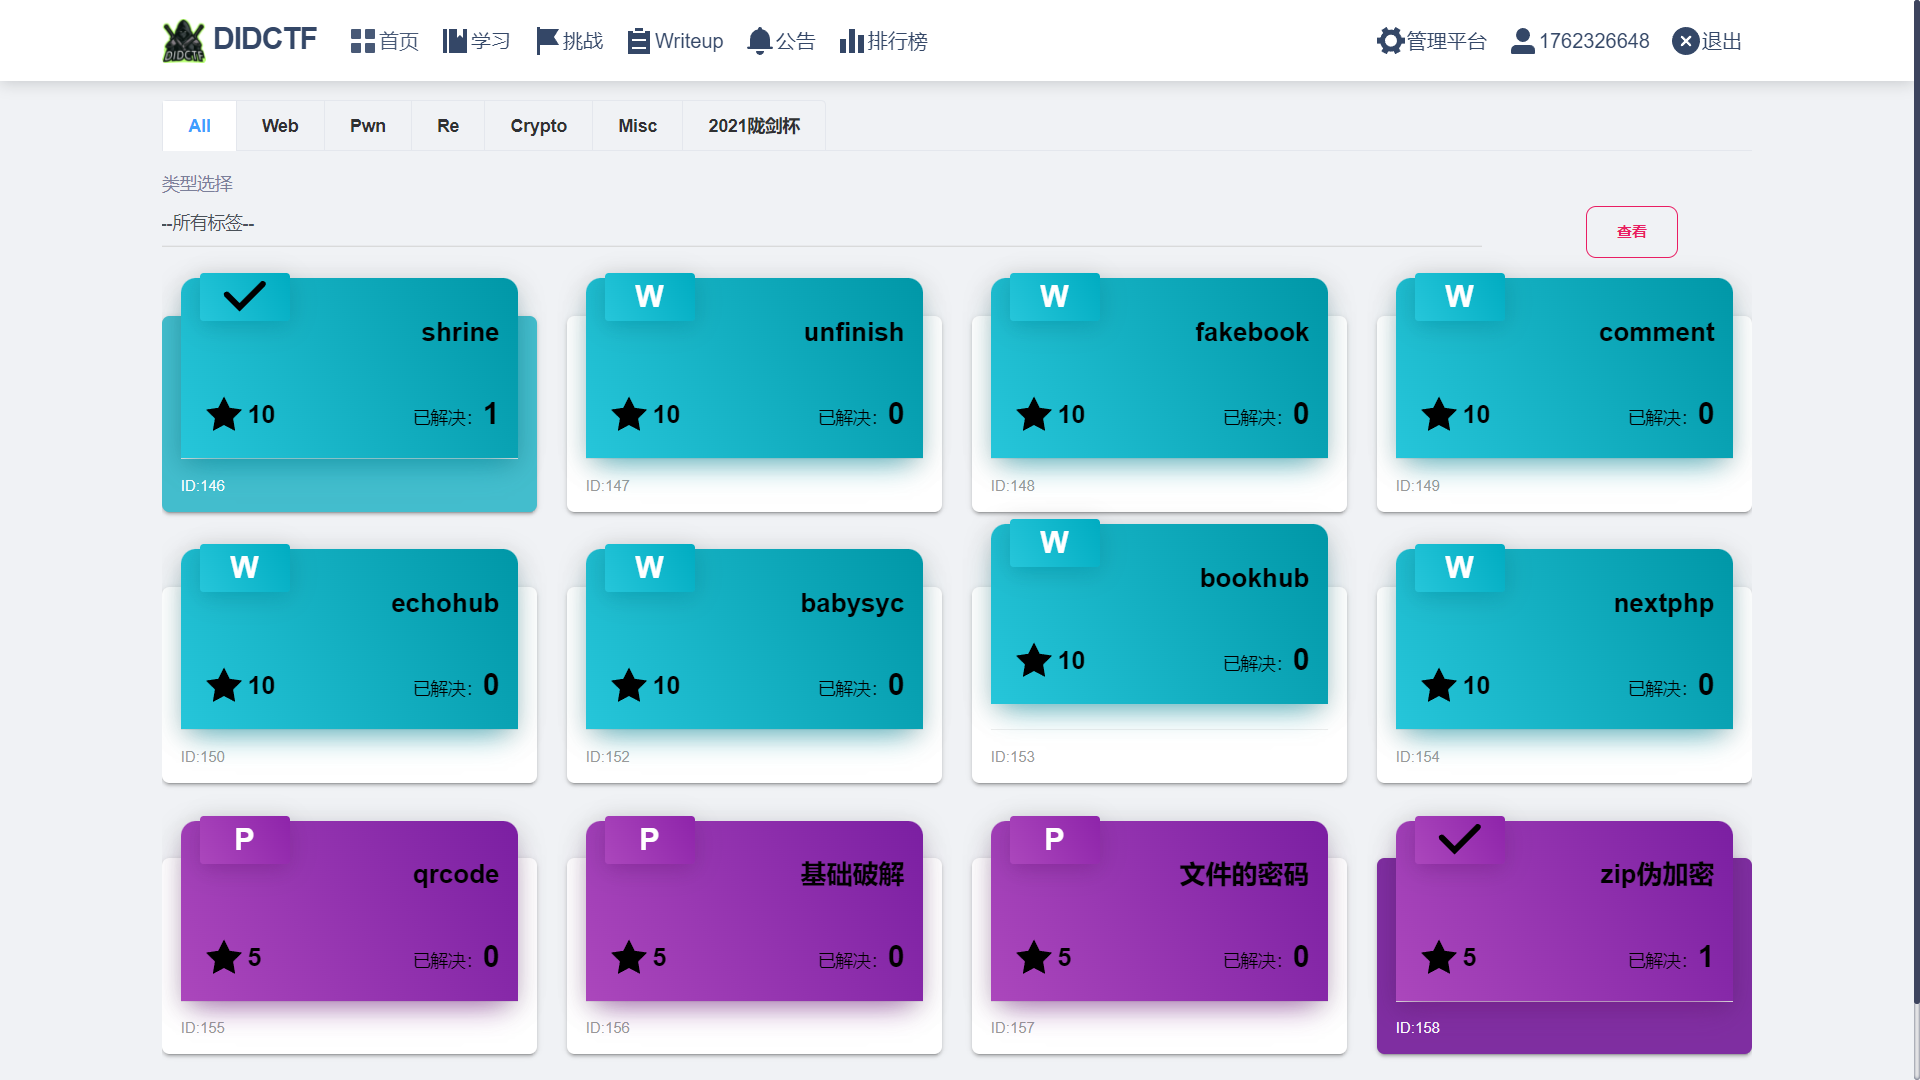 DIDCTF 首页 学习 挑战 Writeup 公告 排行榜 管理平台 1762326648 退出
All Web Pwn Re Crypto Misc 2021陇剑杯
类型选择
--所有标签--
查看
W W W
shrine unfinish fakebook comment
10 已解决: 1 10 已解决: 0 10 已解决: 0 10 已解决: 0
ID:146 ID:147 ID:148 ID:149
W W W W
echohub babysyc bookhub nextphp
10 已解决: 0 10 已解决: 0 10 已解决: 0 10 已解决: 0
ID:150 ID:152 ID:153 ID:154
P P P
qrcode 基础破解 文件的密码 zip伪加密
5 已解决: 0 5 已解决: 0 5 已解决: 0 5 已解决: 1
ID:155 ID:156 ID:157 ID:158